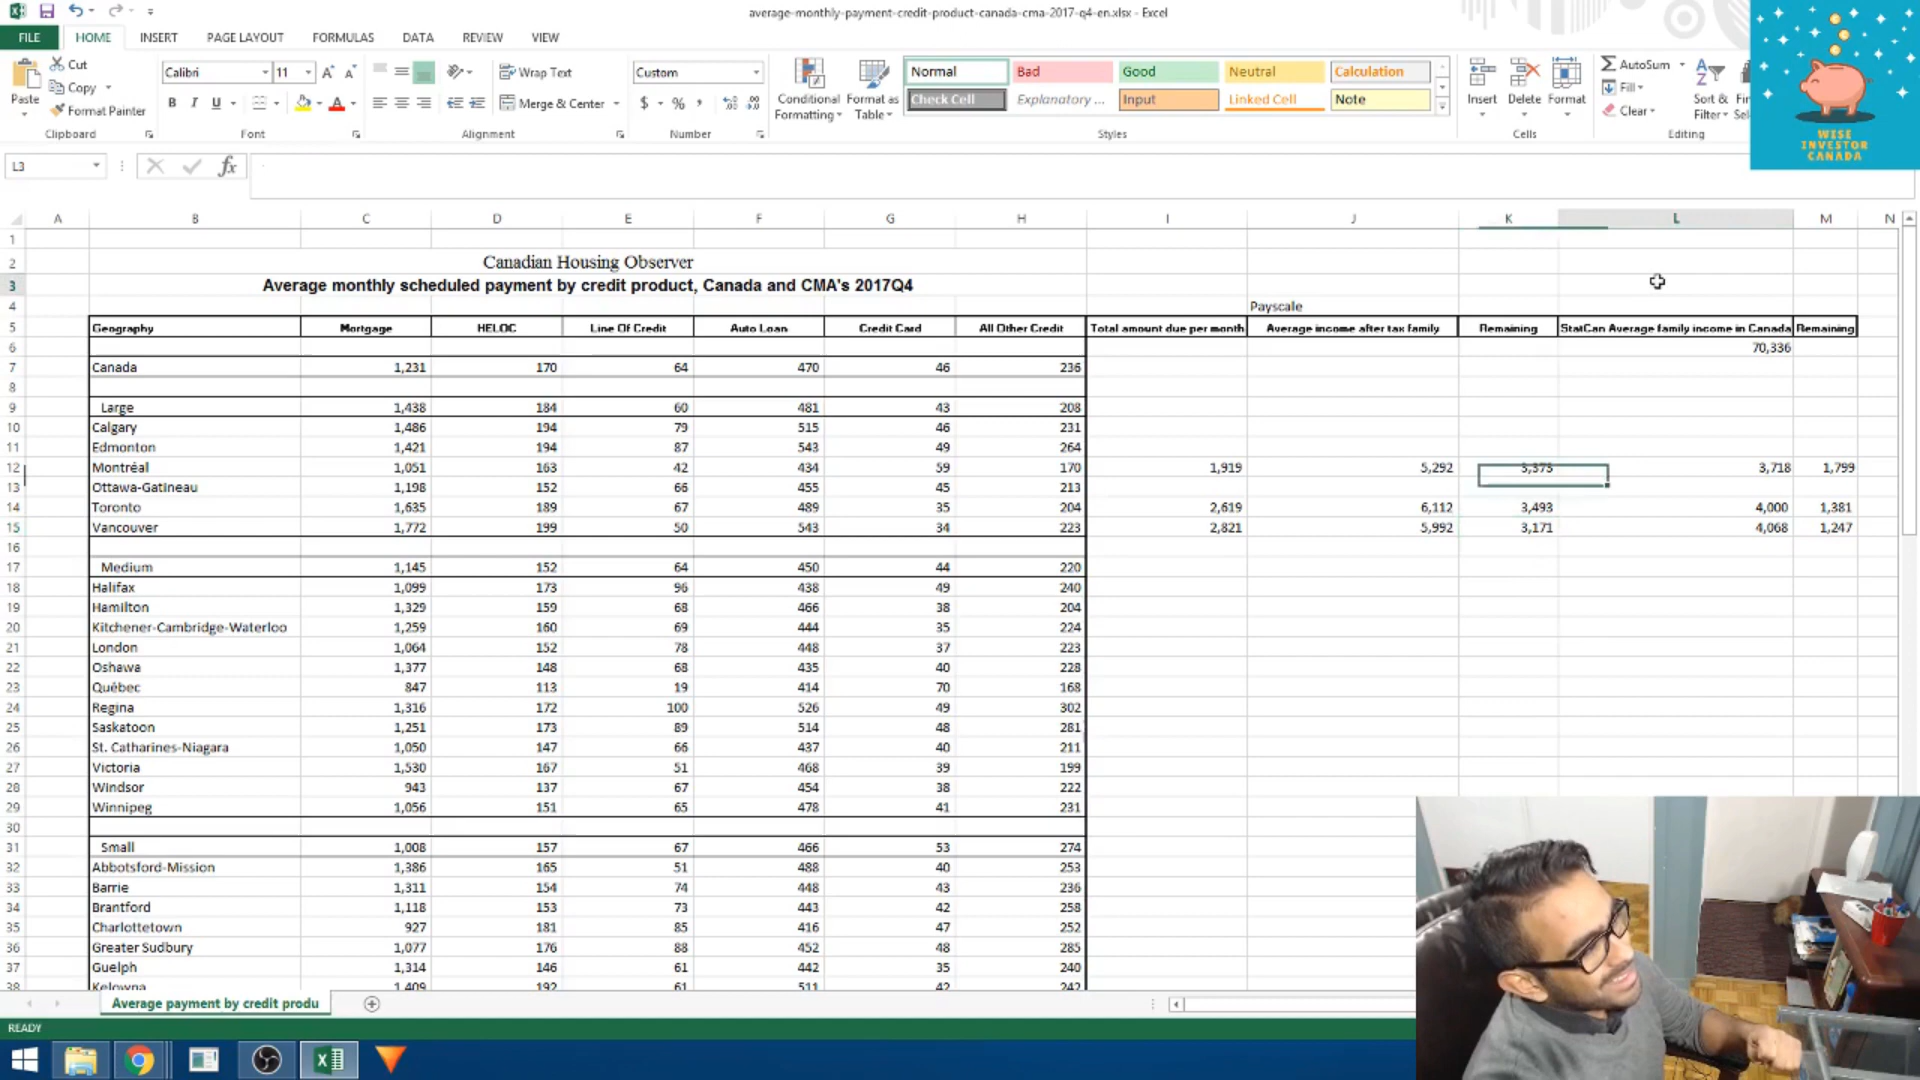 average-monthly-payment-credit-product-canada-cma-2017-q4-en.xlsx - Excel
FILE HOME INSERT PAGE LAYOUT FORMULAS DATA REVIEW VIEW
Cut
Copy
Format Painter
Paste
Clipboard
Calibri 11
B I U
Font
Wrap Text
Merge & Center
Alignment
Custom
$ % ,
Number
Conditional Formatting
Format as Table
Normal Bad Good Neutral Calculation
Check Cell Explanatory ... Input Linked Cell Note
Styles
Insert Delete Format
Cells
AutoSum
Fill
Clear
Sort & Filter
Editing
WISE
INVESTOR
CANADA
L3
fx
A B C D E F G H I J K L M N
1
2 Canadian Housing Observer
3 Average monthly scheduled payment by credit product, Canada and CMA's 2017Q4
4 Payscale
5 Geography Mortgage HELOC Line Of Credit Auto Loan Credit Card All Other Credit Total amount due per month Average income after tax family Remaining StatCan Average family income in Canada Remaining
6 70,336
7 Canada 1,231 170 64 470 46 236
8
9 Large 1,438 184 60 481 43 208
10 Calgary 1,486 194 79 515 46 231
11 Edmonton 1,421 194 87 543 49 264
12 Montréal 1,051 163 42 434 59 170 1,919 5,292 3,373 3,718 1,799
13 Ottawa-Gatineau 1,198 152 66 455 45 213
14 Toronto 1,635 189 67 489 35 204 2,619 6,112 3,493 4,000 1,381
15 Vancouver 1,772 199 50 543 34 223 2,821 5,992 3,171 4,068 1,247
16
17 Medium 1,145 152 64 450 44 220
18 Halifax 1,099 173 96 438 49 240
19 Hamilton 1,329 159 68 466 38 204
20 Kitchener-Cambridge-Waterloo 1,259 160 69 444 35 224
21 London 1,064 152 78 448 37 223
22 Oshawa 1,377 148 68 435 40 228
23 Québec 847 113 19 414 70 168
24 Regina 1,316 172 100 526 49 302
25 Saskatoon 1,251 173 89 514 48 281
26 St. Catharines-Niagara 1,050 147 66 437 40 211
27 Victoria 1,530 167 51 468 39 199
28 Windsor 943 137 67 454 38 222
29 Winnipeg 1,056 151 65 478 41 231
30
31 Small 1,008 157 67 466 53 274
32 Abbotsford-Mission 1,386 165 51 488 40 253
33 Barrie 1,311 154 74 448 43 236
34 Brantford 1,118 153 73 443 42 258
35 Charlottetown 927 181 85 416 47 252
36 Greater Sudbury 1,077 176 88 452 48 285
37 Guelph 1,314 146 61 442 35 240
38 Kelowna 1,409 192 61 511 42 242
Average payment by credit produ
READY